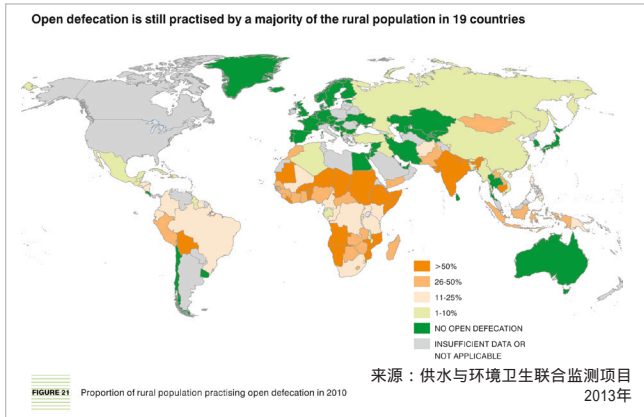 Open defecation is still practised by a majority of the rural population in 19 countries
>50%
26-50%
11-25%
1-10%
NO OPEN DEFECATION
INSUFFICIENT DATA OR
NOT APPLICABLE
来源：供水与环境卫生联合监测项目
2013年
FIGURE 21 Proportion of rural population practising open defecation in 2010